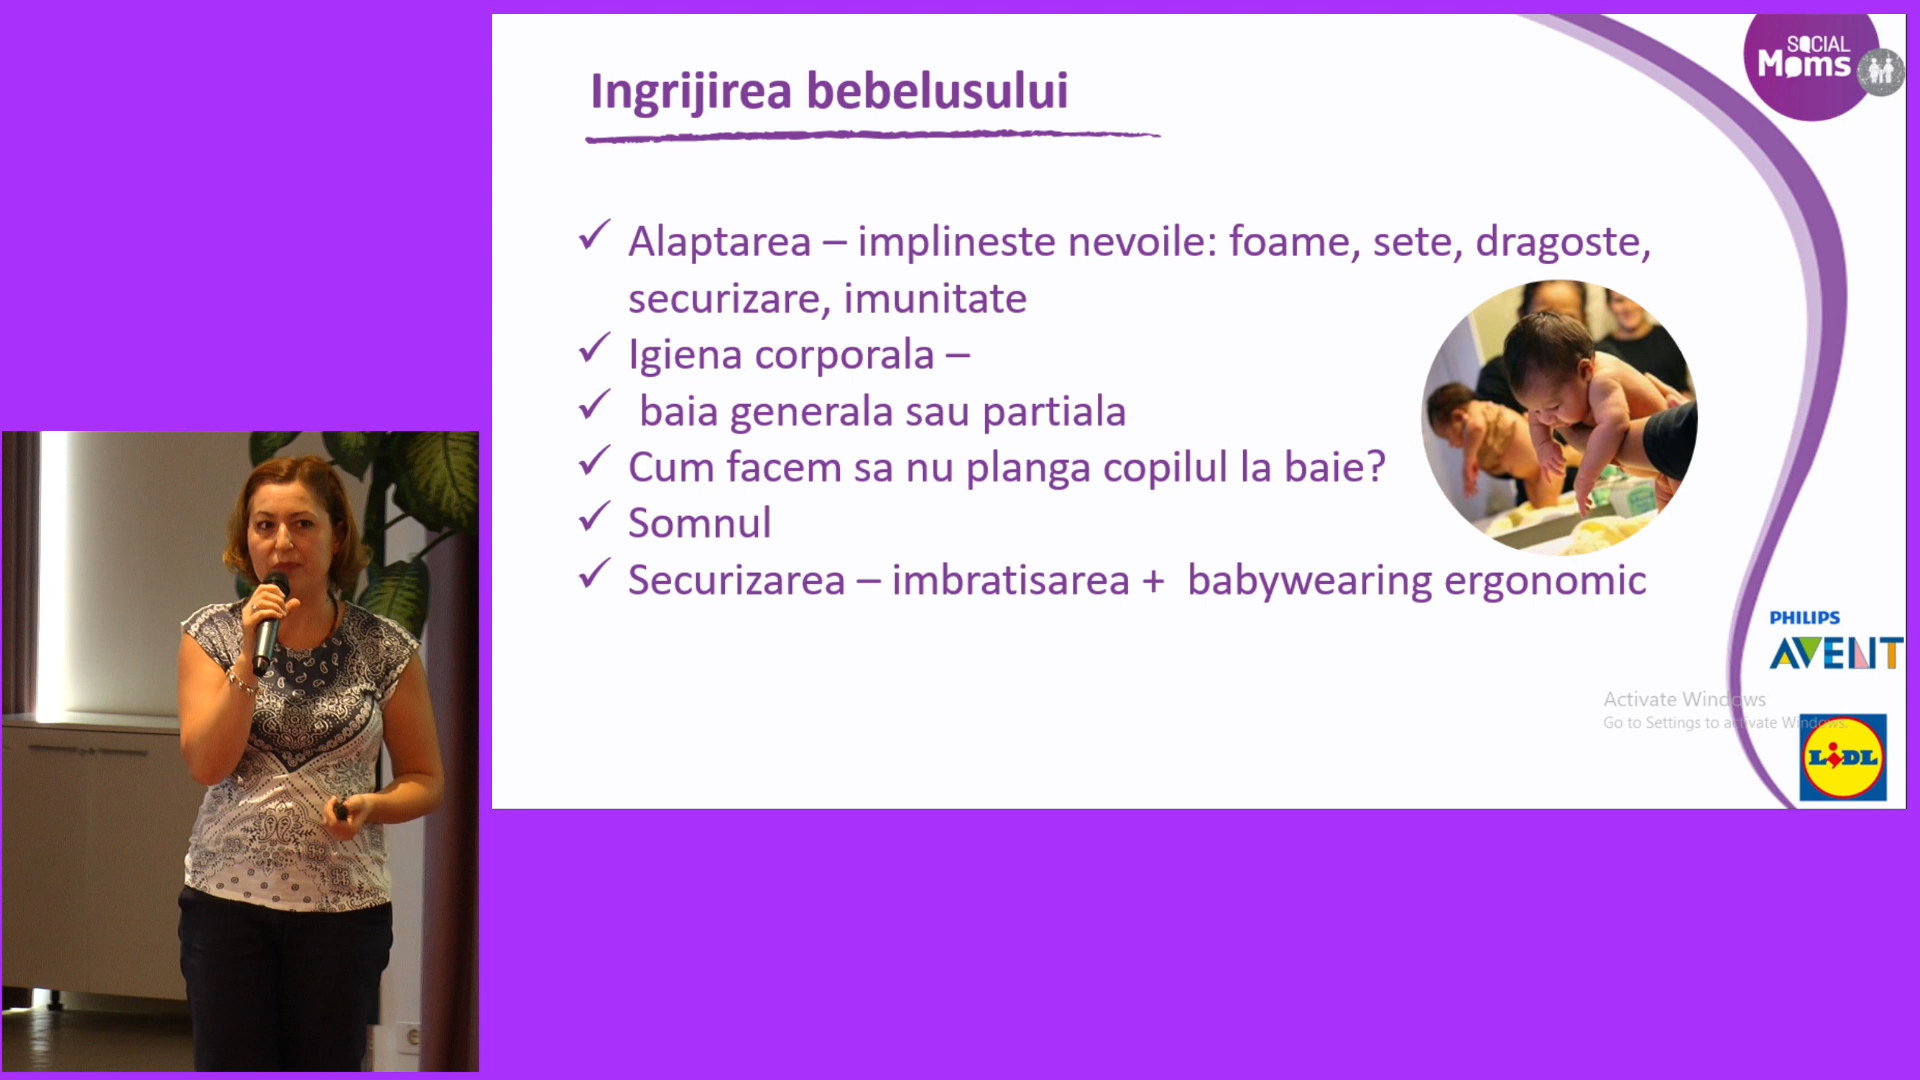 SOCIAL
Moms
Ingrijirea bebelusului
✓ Alaptarea – implineste nevoile: foame, sete, dragoste,
securizare, imunitate
✓ Igiena corporala –
✓ baia generala sau partiala
✓ Cum facem sa nu planga copilul la baie?
✓ Somnul
✓ Securizarea – imbratisarea + babywearing ergonomic
PHILIPS
AVENT
Activate Windows
Go to Settings to activate Windows.
LIDL